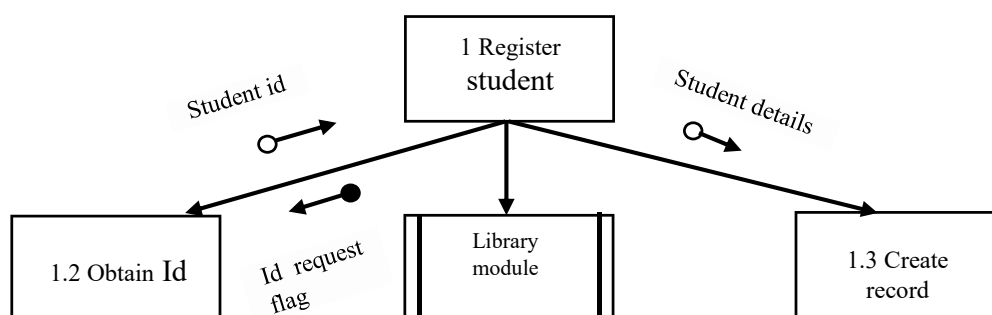 1 Register
student
Student id
Student details
1.2 Obtain Id
Id request
flag
Library
module
1.3 Create
record